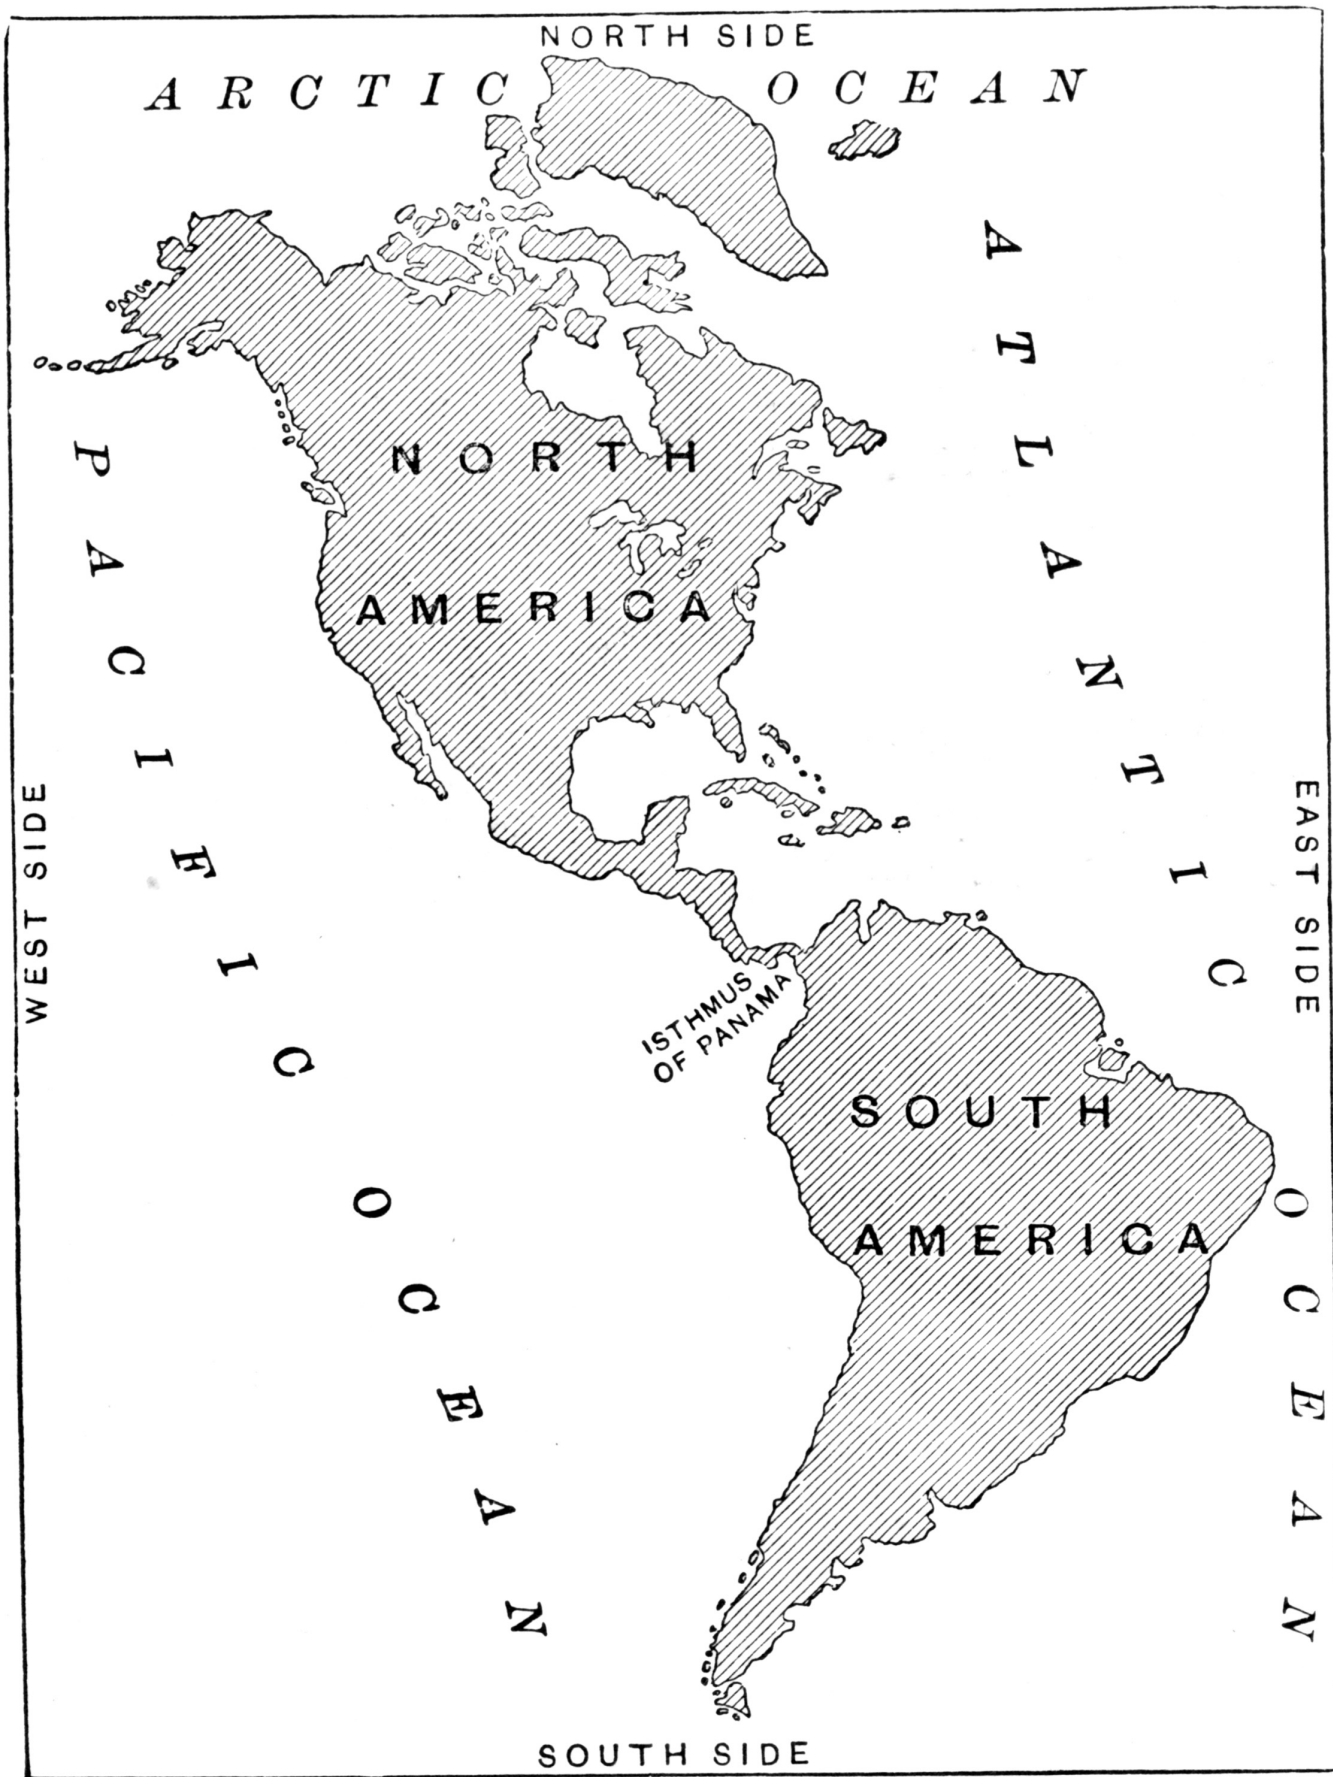 NORTH SIDE
ARCTIC OCEAN
ATLANTIC OCEAN
PACIFIC OCEAN
NORTH
AMERICA
WEST SIDE
EAST SIDE
ISTHMUS
OF PANAMA
SOUTH
AMERICA
SOUTH SIDE